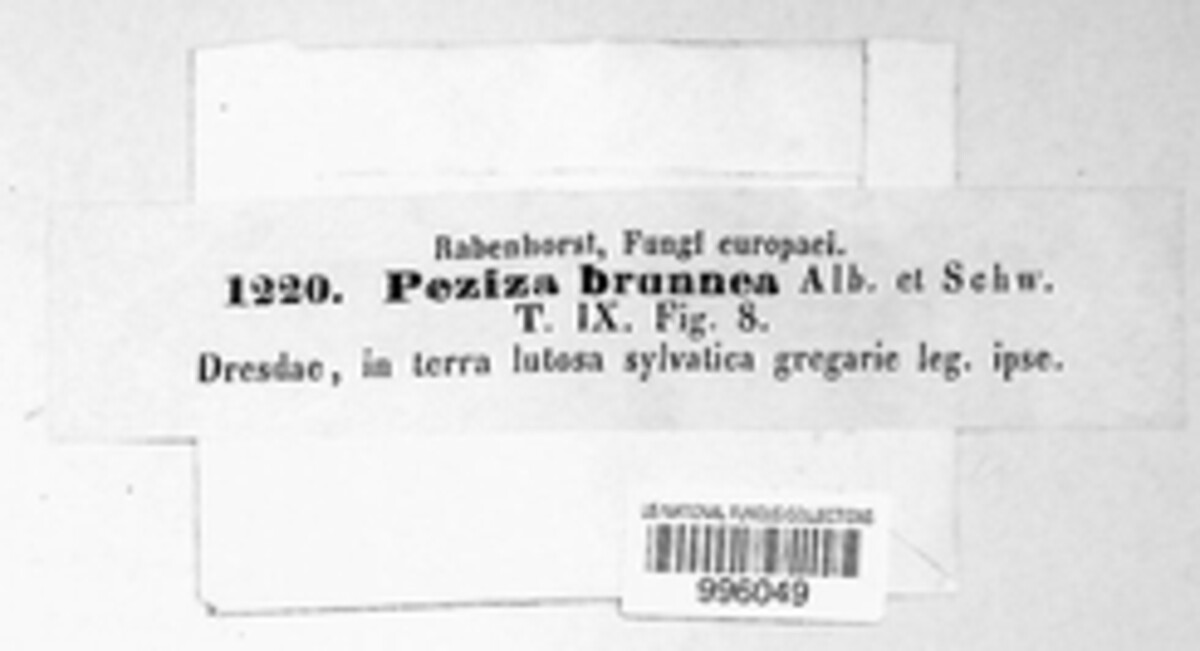 Rabenhorst, Fungi europaei.
1220. Peziza brunnea Alb. et Schw.
T. IX. Fig. 8.
Dresdae, in terra lutosa sylvatica gregarie leg. ipse.
US NATIONAL FUNGUS COLLECTIONS
996049